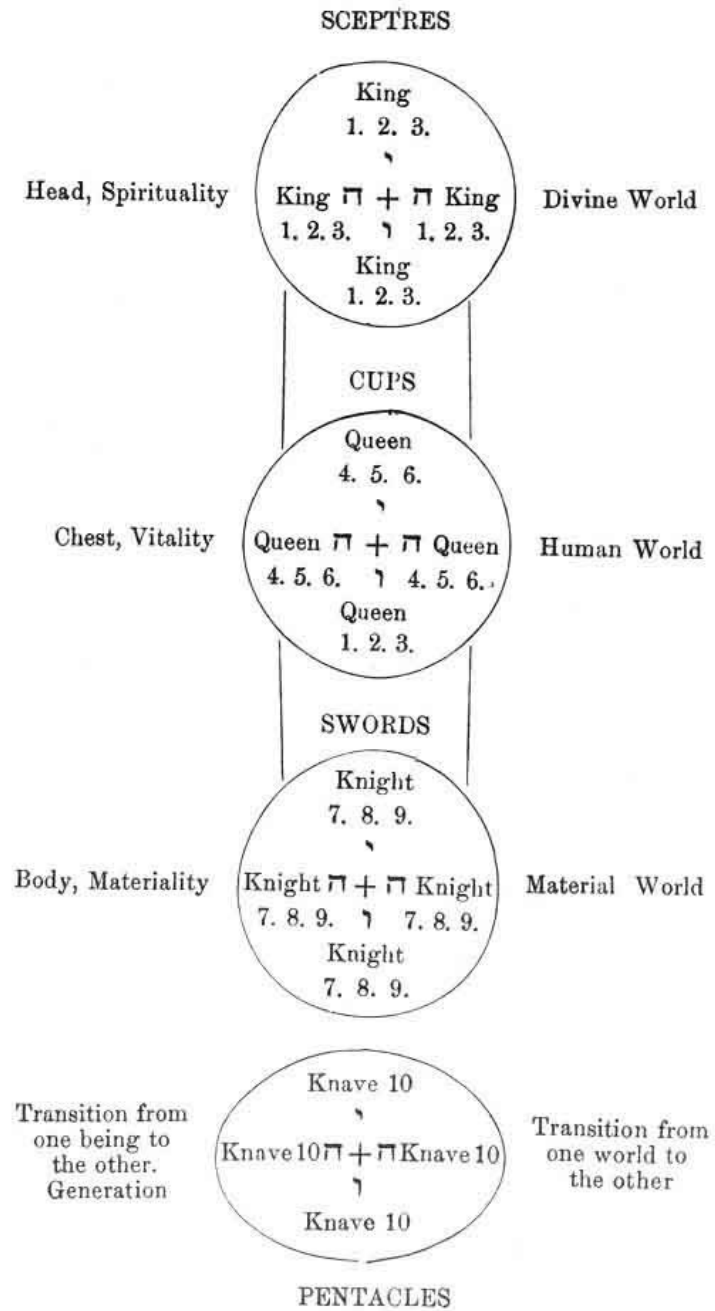 SCEPTRES
King
1. 2. 3.
י
Head, Spirituality King ה + ה King Divine World
1. 2. 3. ו 1. 2. 3.
King
1. 2. 3.
CUPS
Queen
4. 5. 6.
י
Chest, Vitality Queen ה + ה Queen Human World
4. 5. 6. ו 4. 5. 6.
Queen
1. 2. 3.
SWORDS
Knight
7. 8. 9.
י
Body, Materiality Knight ה + ה Knight Material World
7. 8. 9. ו 7. 8. 9.
Knight
7. 8. 9.
Knave 10
י
Transition from
one being to
the other.
Generation
Knave 10 ה + ה Knave 10
Transition from
one world to
the other
ו
Knave 10
PENTACLES